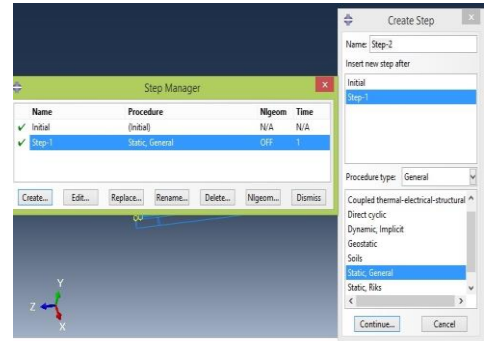 Step Manager
Name Procedure Nlgeom Time
Initial (Initial) N/A N/A
Step-1 Static, General OFF 1
Create... Edit... Replace... Rename... Delete... Nlgeom... Dismiss
Y
Z
X
Create Step
Name: Step-2
Insert new step after
Initial
Step-1
Procedure type: General
Coupled thermal-electrical-structural
Direct cyclic
Dynamic, Implicit
Geostatic
Soils
Static, General
Static, Riks
Continue... Cancel